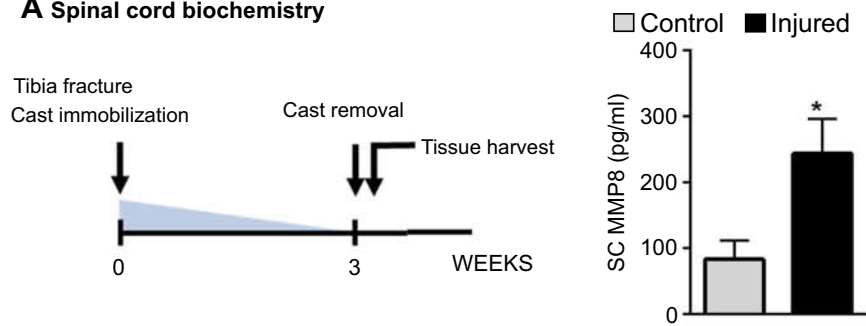 A Spinal cord biochemistry
Tibia fracture
Cast immobilization
Cast removal
Tissue harvest
0
3
WEEKS
Control Injured
SC MMP8 (pg/ml)
400
300
200
100
0
*